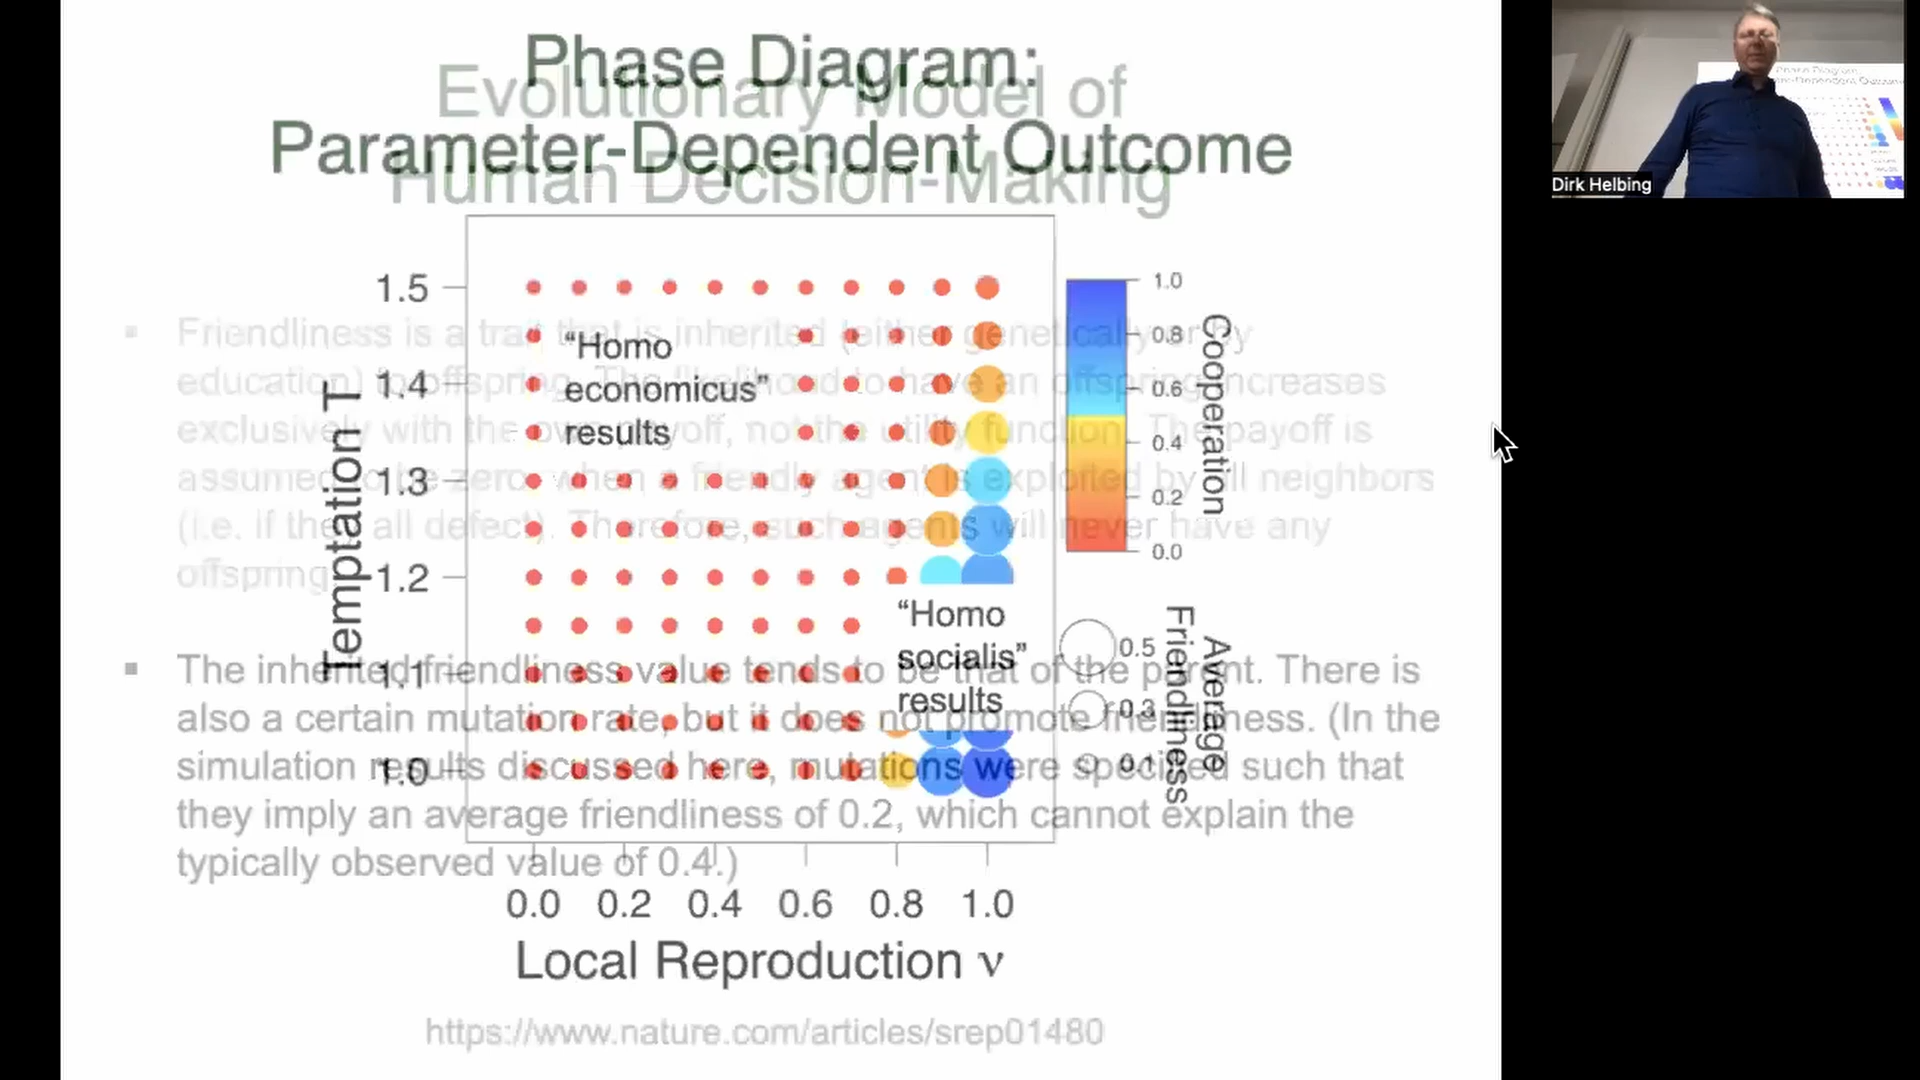 Phase Diagram:
Parameter-Dependent Outcome
Evolutionary Model of
Human Decision-Making
Friendliness is a trait that is inherited (either genetically or by
education) to offspring. The likelihood to have an offspring increases
exclusively with the own payoff, not the utility function. The payoff is
assumed to be zero, when a friendly agent is exploited by all neighbors
(i.e. if they all defect). Therefore, such agents will never have any
offspring.
The inherited friendliness value tends to be that of the parent. There is
also a certain mutation rate, but it does not promote friendliness. (In the
simulation results discussed here, mutations were specified such that
they imply an average friendliness of 0.2, which cannot explain the
typically observed value of 0.4.)
Temptation T
1.5
1.4
1.3
1.2
1.1
1.0
"Homo
economicus"
results
"Homo
socialis"
results
1.0
0.8
0.6
0.4
0.2
0.0
Cooperation
0.5
0.3
0.1
Average
Friendliness
0.0 0.2 0.4 0.6 0.8 1.0
Local Reproduction ν
https://www.nature.com/articles/srep01480
Dirk Helbing